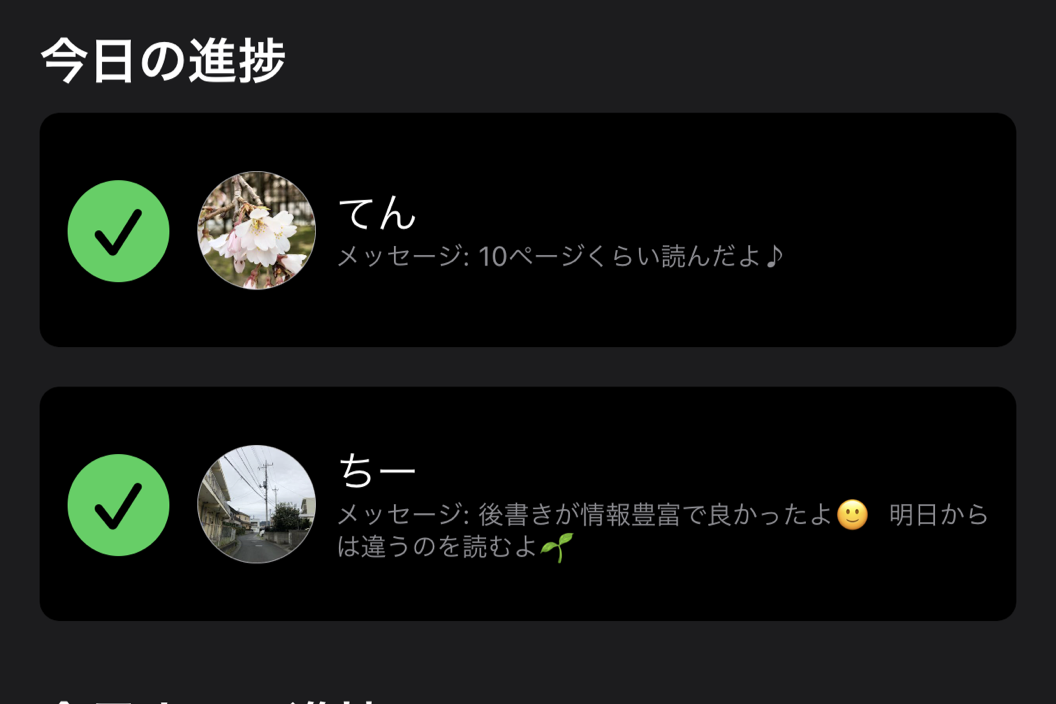 今日の進捗
てん
メッセージ: 10ページくらい読んだよ♪
ちー
メッセージ: 後書きが情報豊富で良かったよ🙂 明日から
は違うのを読むよ🌱